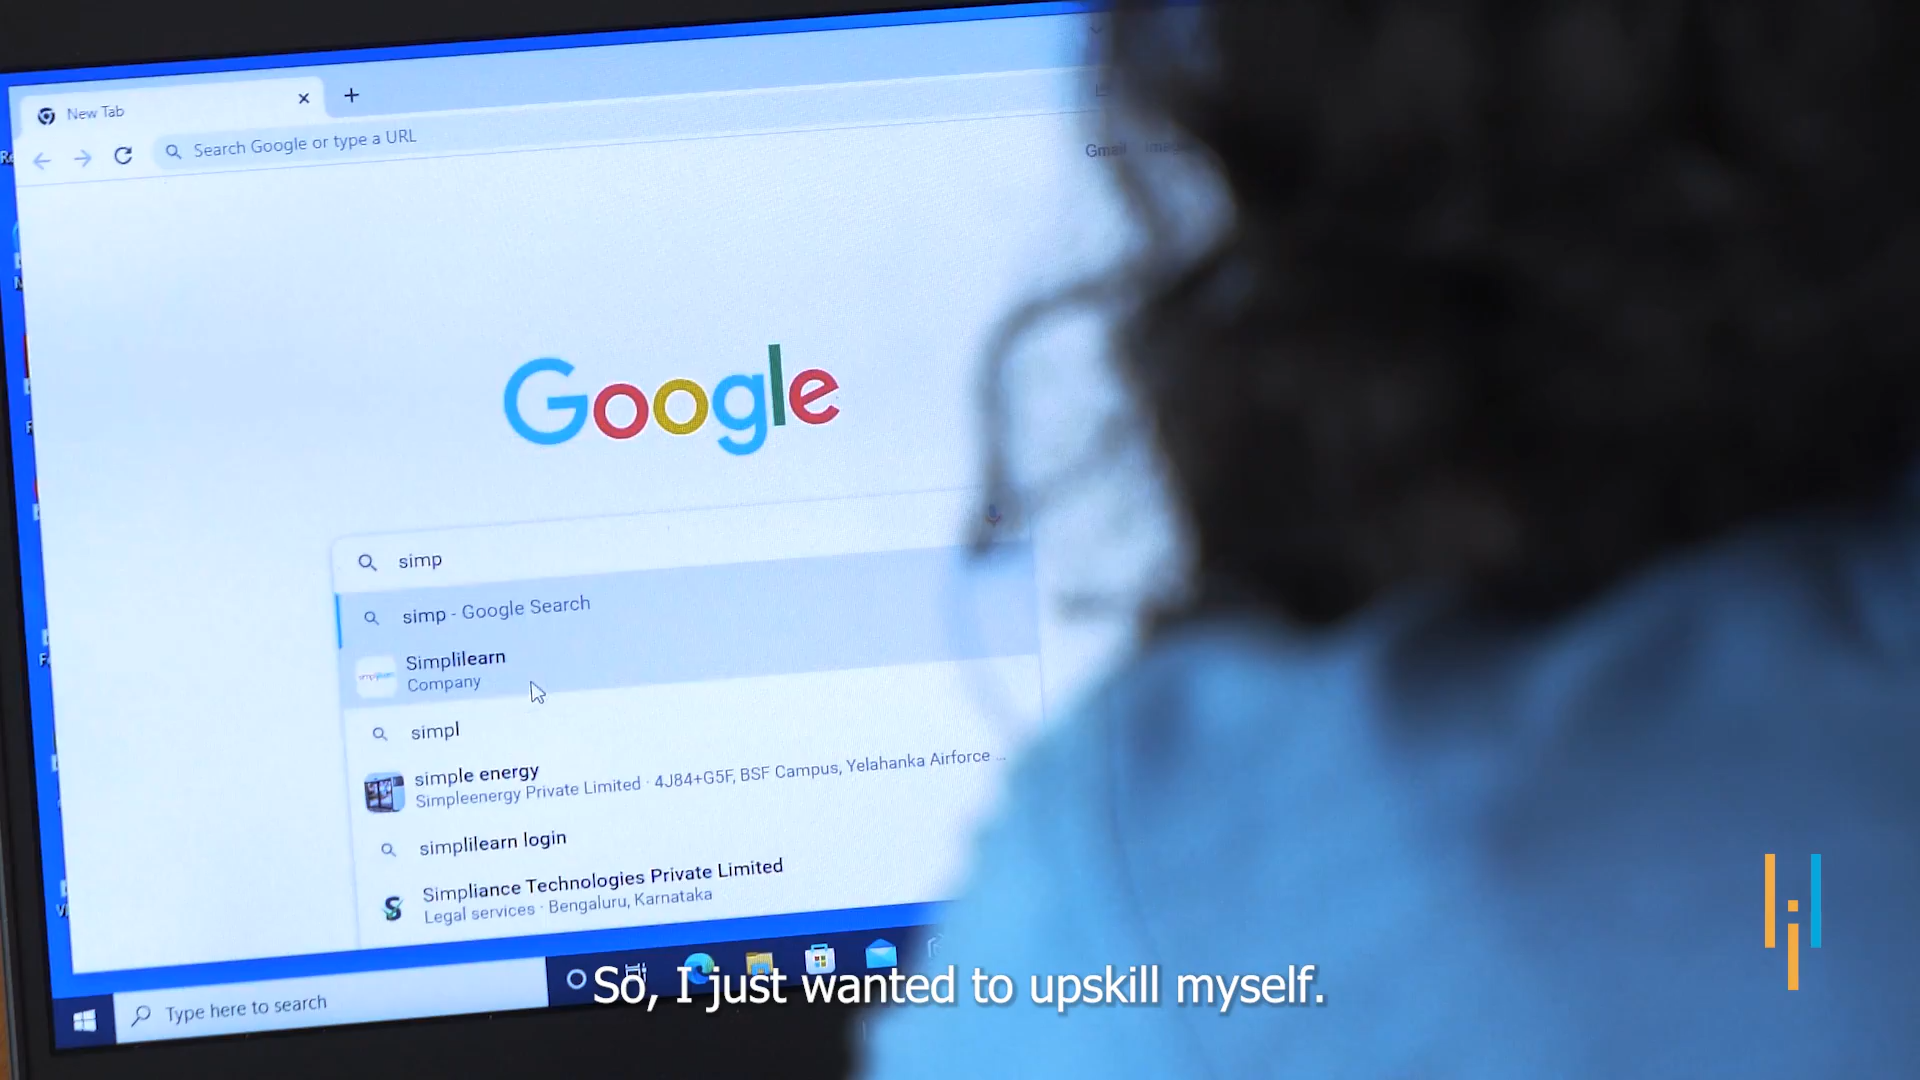 New Tab
Search Google or type a URL
Gmail
Google
simp
simp - Google Search
Simplilearn
Company
simpl
simple energy
Simpleenergy Private Limited · 4J84+G5F, BSF Campus, Yelahanka Airforce ...
simplilearn login
Simpliance Technologies Private Limited
Legal services · Bengaluru, Karnataka
Type here to search
So, I just wanted to upskill myself.